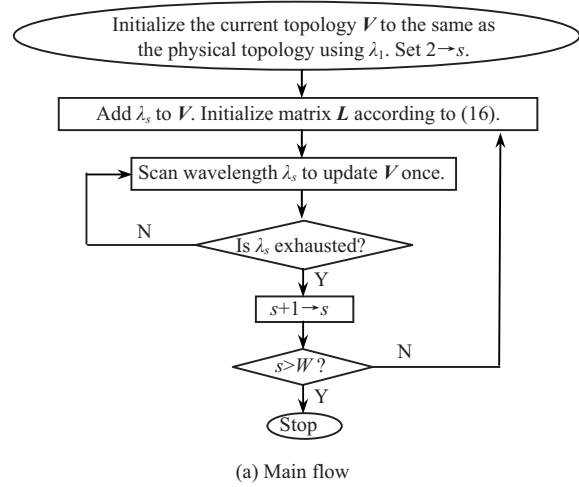 Initialize the current topology V to the same as
the physical topology using λ₁. Set 2→s.
Add λₛ to V. Initialize matrix L according to (16).
Scan wavelength λₛ to update V once.
N
Is λₛ exhausted?
Y
s+1→s
N
s>W ?
Y
Stop
(a) Main flow